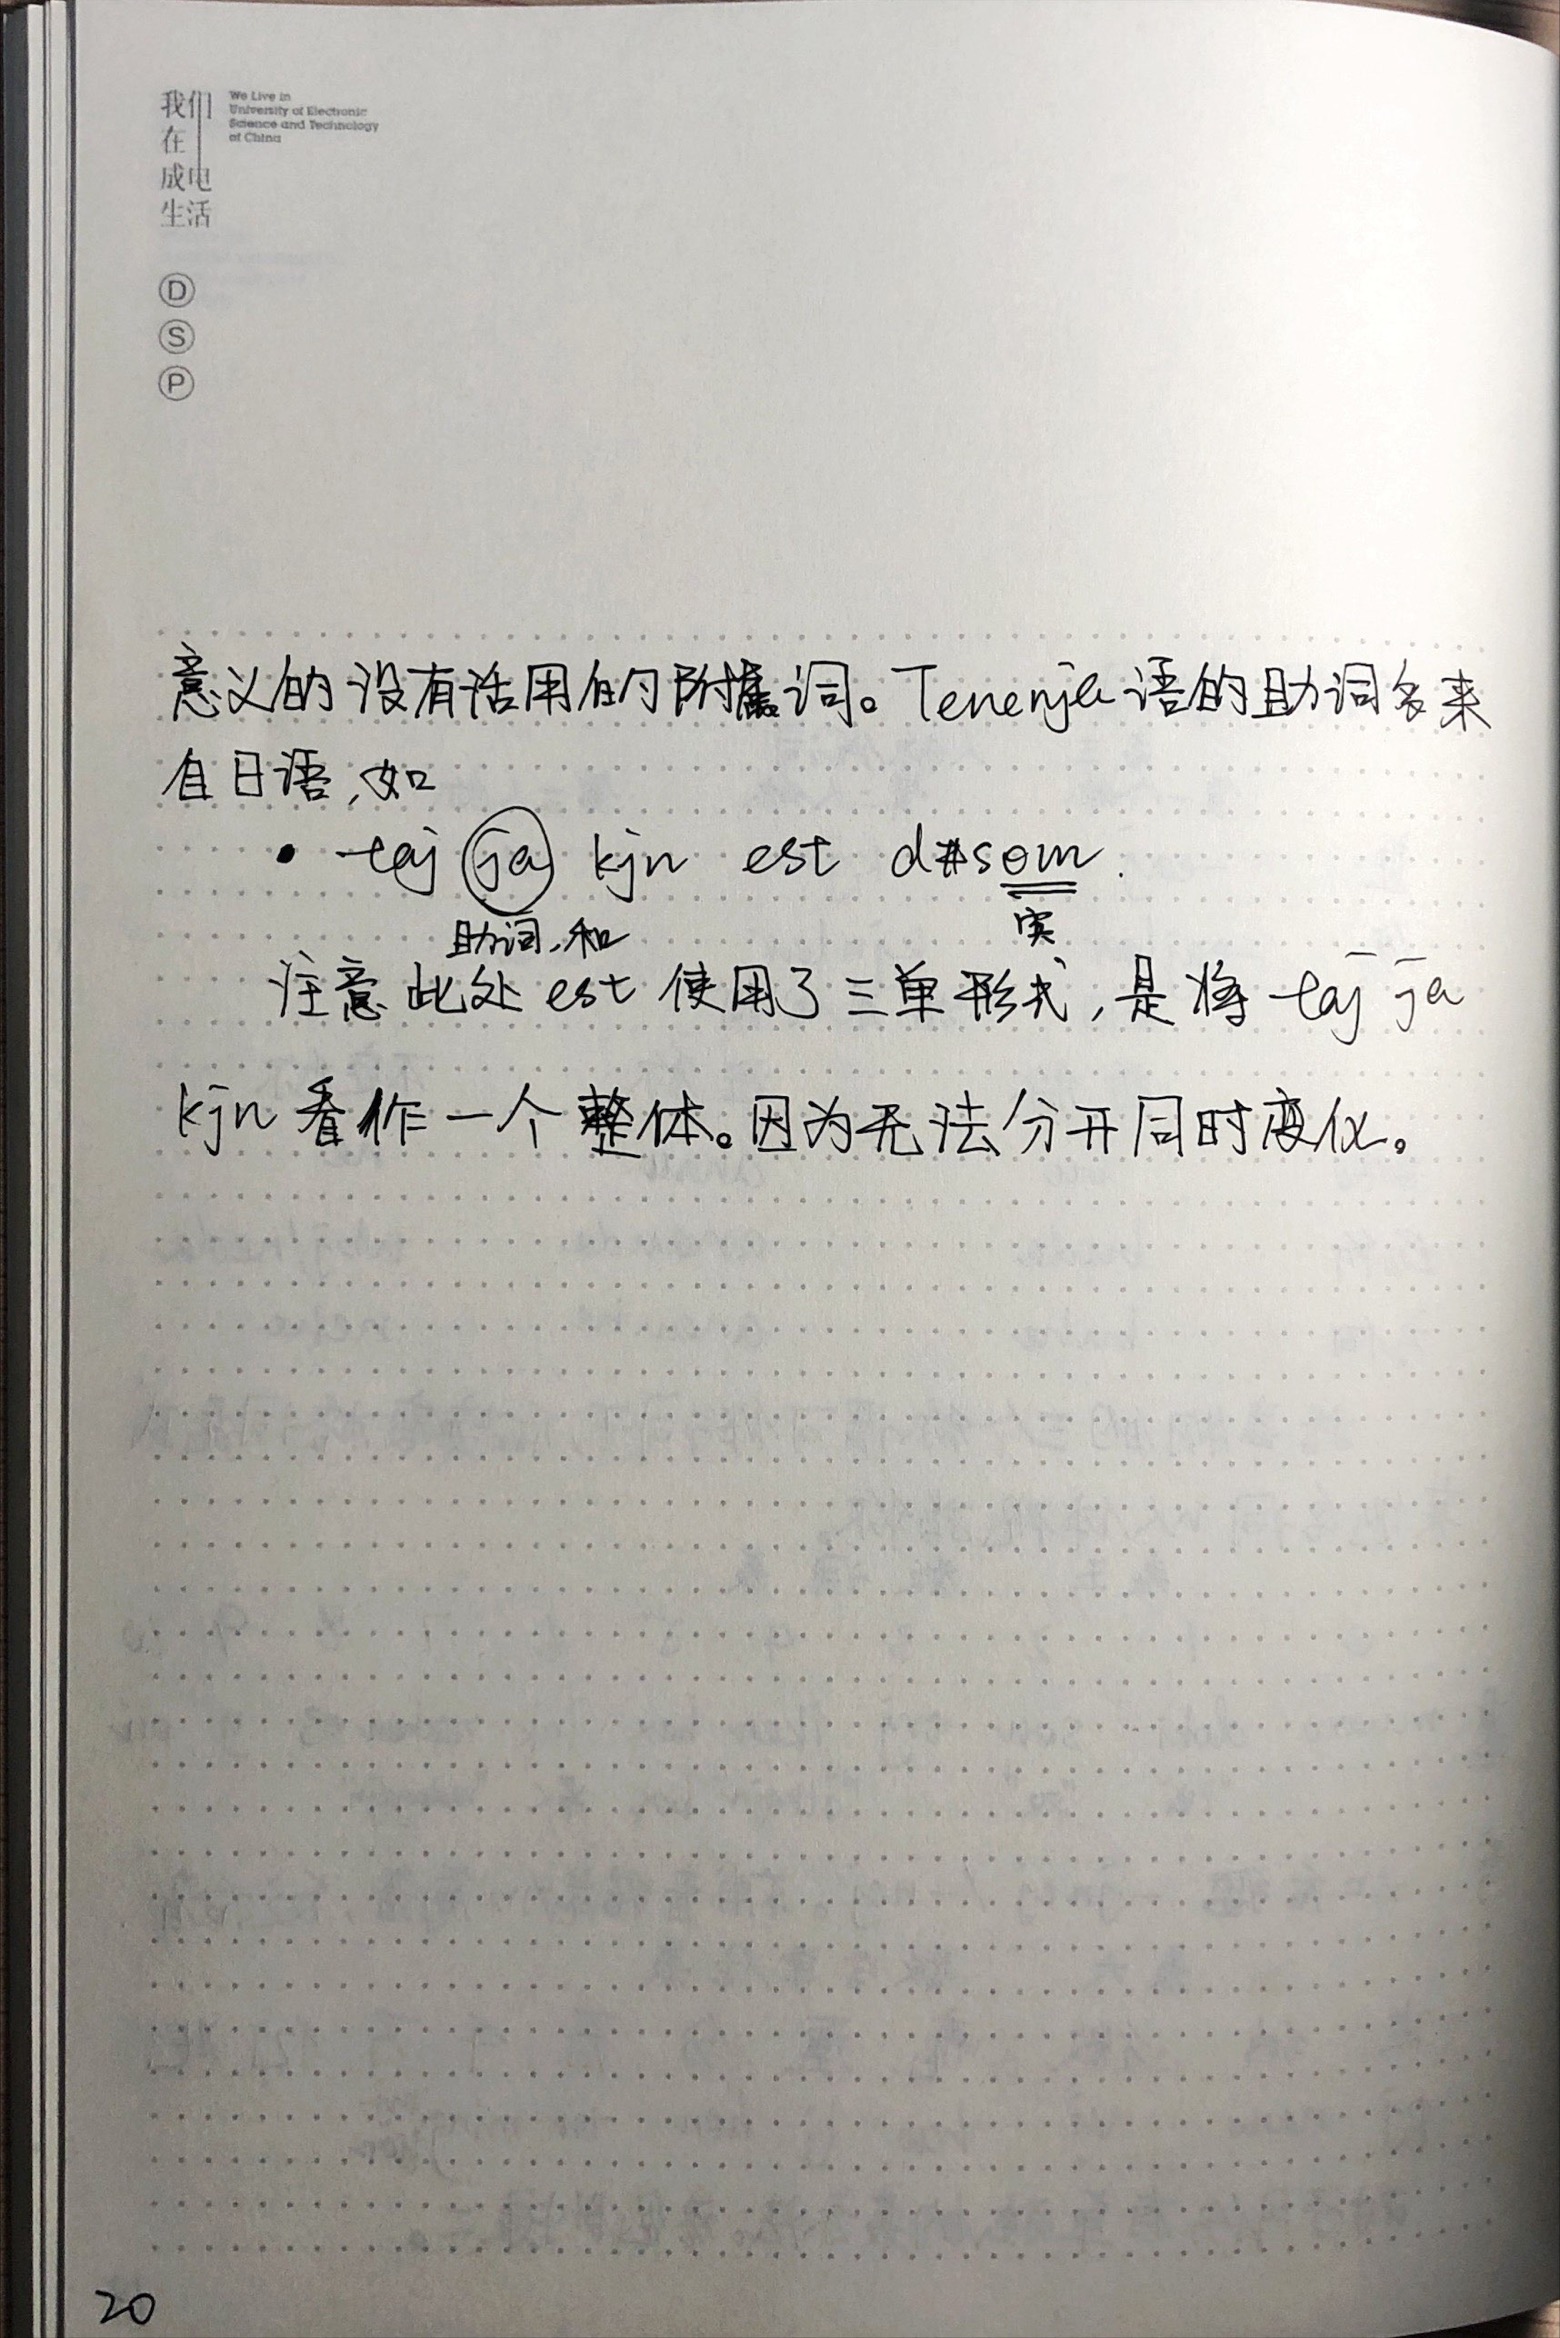 我们
在
成电
生活
We Live in
University of Electronic
Science and Technology
of China
D
S
P
意义的没有活用的附属词。Tenenja语的助词多来
自日语,如
• taj ja kjn est som.
助词,和
实
注意此处est使用了三单形式,是将taj ja
kjn看作一个整体。因为无法分开同时变化。
20